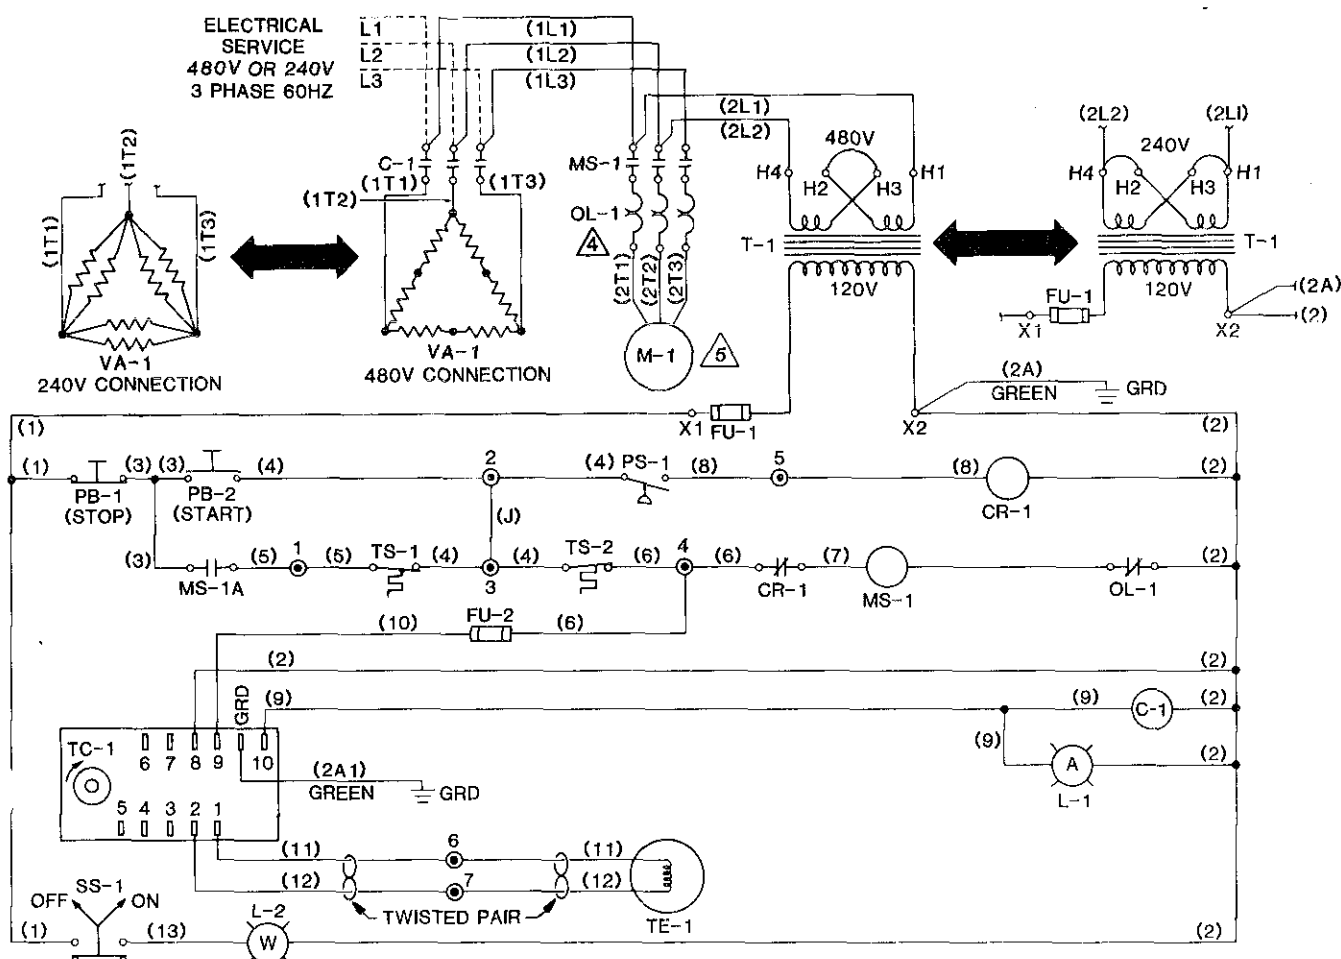 ELECTRICAL
SERVICE
480V OR 240V
3 PHASE 60HZ
L1
L2
L3
(1L1)
(1L2)
(1L3)
(2L1)
(2L2)
480V
H4
H2
H3
H1
(2L2)
(2L1)
240V
H4
H2
H3
H1
(1T2)
(1T1)
(1T3)
C-1
(1T1)
(1T2)
(1T3)
MS-1
OL-1
4
(2T1)
(2T2)
(2T3)
T-1
120V
T-1
120V
FU-1
X1
X2
(2A)
(2)
VA-1
240V CONNECTION
VA-1
480V CONNECTION
M-1
5
(2A)
GREEN
GRD
(1)
X1
FU-1
X2
(2)
(1)
(3)
(3)
(4)
2
(4)
PS-1
(8)
5
(8)
(2)
PB-1
(STOP)
PB-2
(START)
CR-1
(J)
(3)
(5)
1
(5)
TS-1
(4)
(4)
TS-2
(6)
4
(6)
(7)
(2)
MS-1A
3
CR-1
MS-1
OL-1
(10)
FU-2
(6)
(2)
(2)
GRD
(9)
(9)
C-1
(2)
TC-1
6
7
8
9
10
(9)
A
(2)
L-1
(2A1)
GREEN
GRD
5
4
3
2
1
(11)
6
(11)
(12)
7
(12)
TWISTED PAIR
TE-1
SS-1
OFF
ON
(1)
(13)
L-2
W
(2)